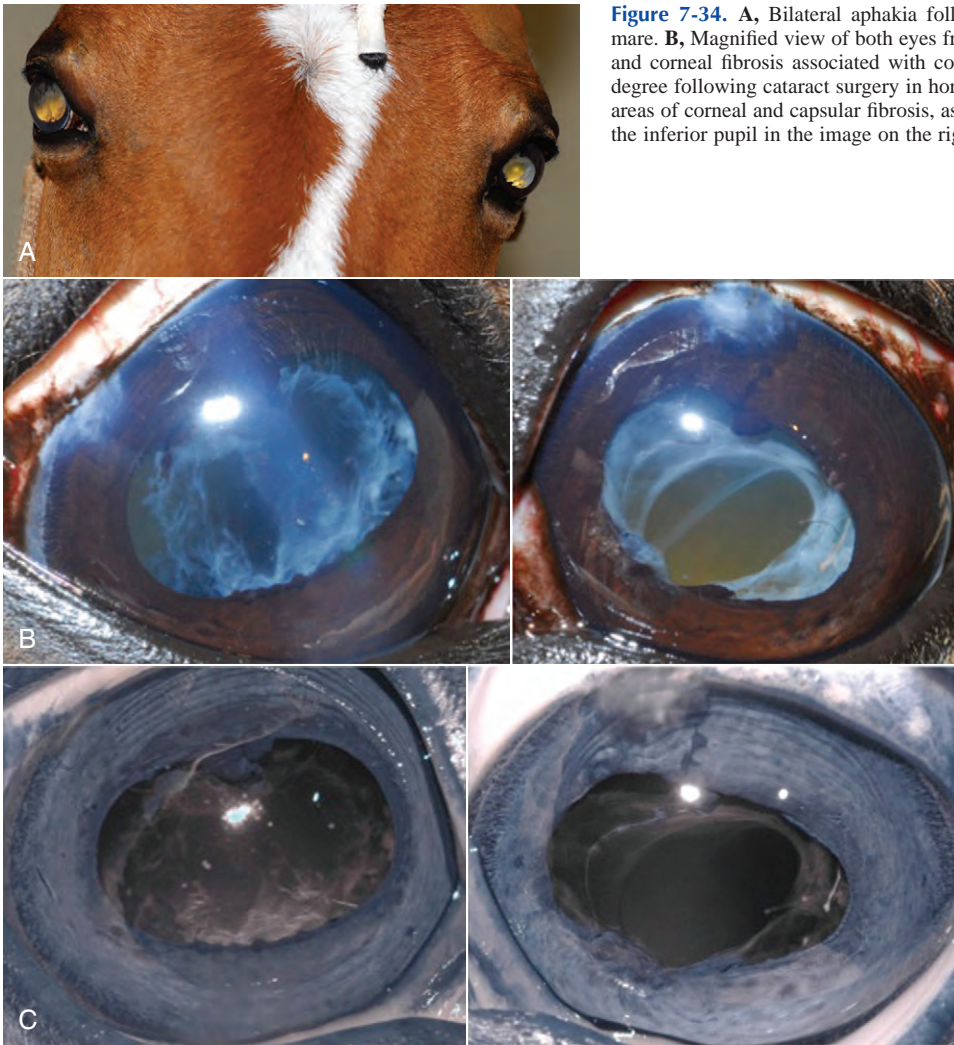 Figure 7-34. A, Bilateral aphakia foll
mare. B, Magnified view of both eyes fr
and corneal fibrosis associated with co
degree following cataract surgery in hor
areas of corneal and capsular fibrosis, as
the inferior pupil in the image on the rig
A
B
C